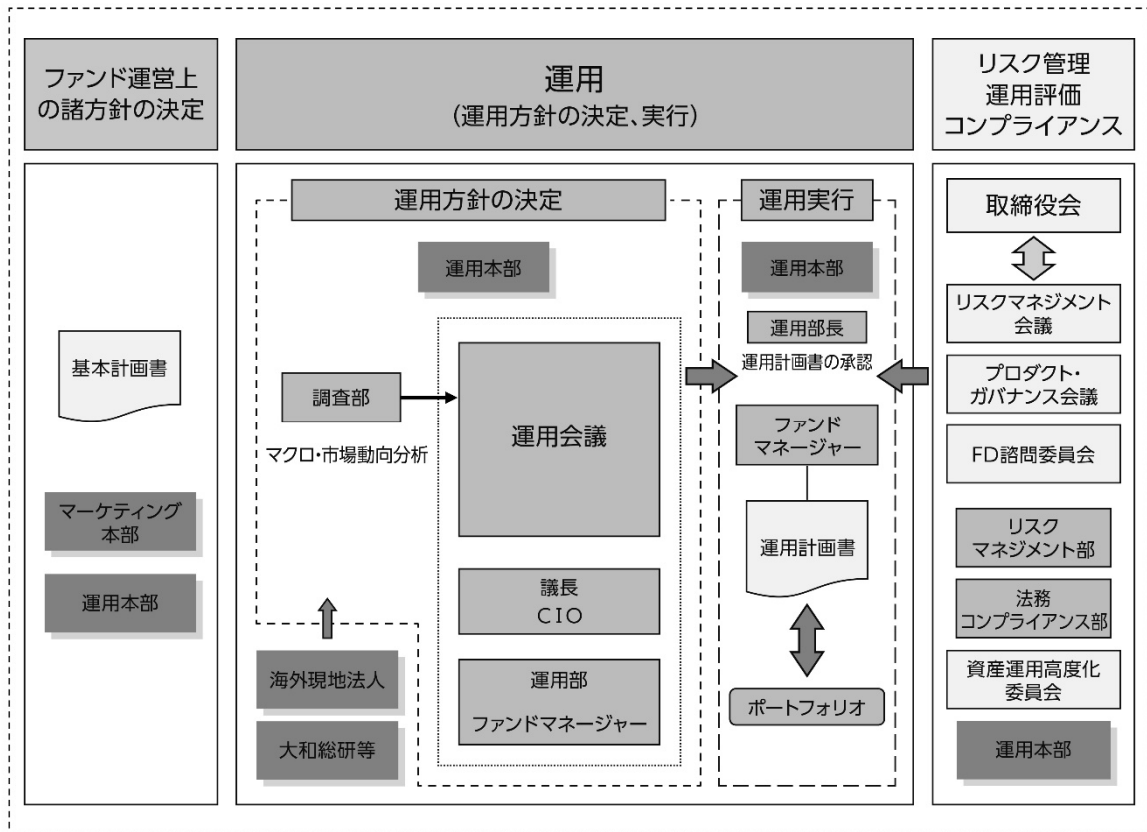 ファンド運営上
の諸方針の決定
運用
(運用方針の決定、実行)
リスク管理
運用評価
コンプライアンス
基本計画書
マーケティング
本部
運用本部
運用方針の決定
運用本部
調査部
マクロ・市場動向分析
運用会議
議長
CIO
運用部
ファンドマネージャー
海外現地法人
大和総研等
運用実行
運用本部
運用部長
運用計画書の承認
ファンド
マネージャー
運用計画書
ポートフォリオ
取締役会
リスクマネジメント
会議
プロダクト・
ガバナンス会議
FD諮問委員会
リスク
マネジメント部
法務
コンプライアンス部
資産運用高度化
委員会
運用本部